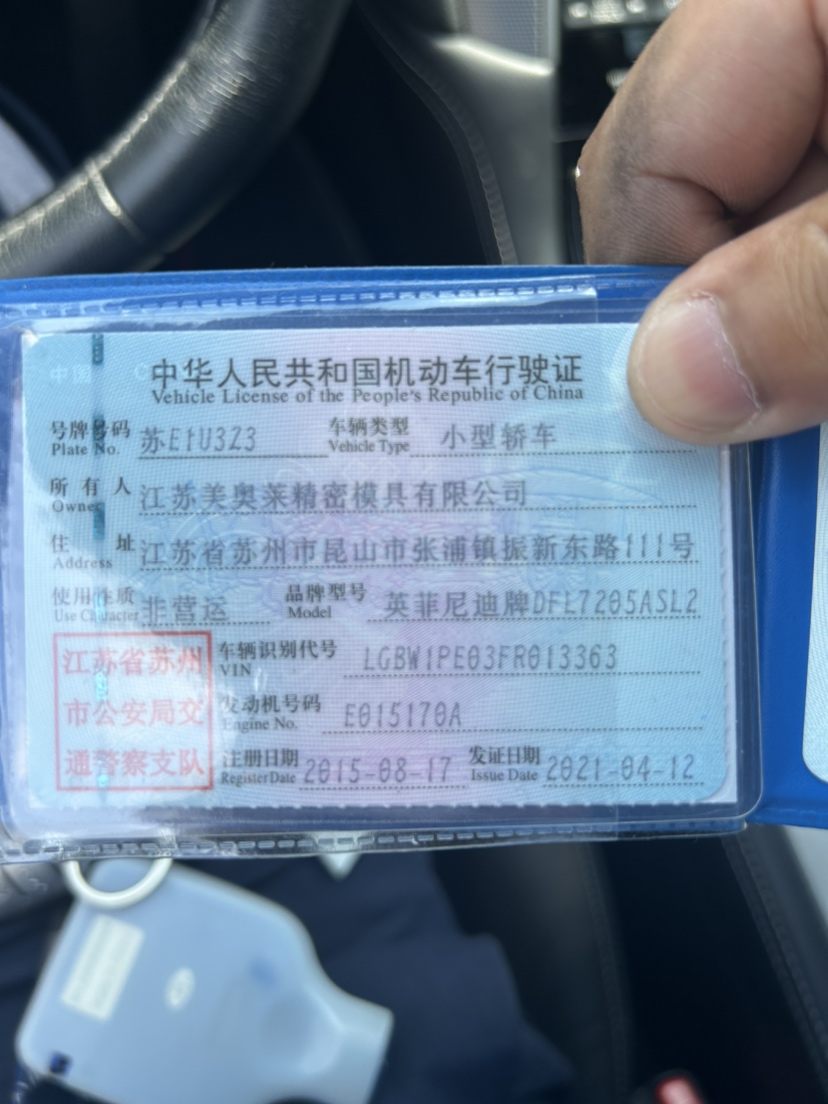 中华人民共和国机动车行驶证
Vehicle License of the People's Republic of China
号牌号码 苏E1U3Z3 车辆类型 小型轿车
Plate No. Vehicle Type
所有人 江苏美奥莱精密模具有限公司
Owner
住址 江苏省苏州市昆山市张浦镇振新东路111号
Address
使用性质 非营运 品牌型号 英菲尼迪牌DFL7205ASL2
Use Character Model
江苏省苏州
市公安局交
通警察支队
车辆识别代号 LGBW1PE03FR013363
VIN
发动机号码 E015170A
Engine No.
注册日期 2015-08-17 发证日期 2021-04-12
Register Date Issue Date